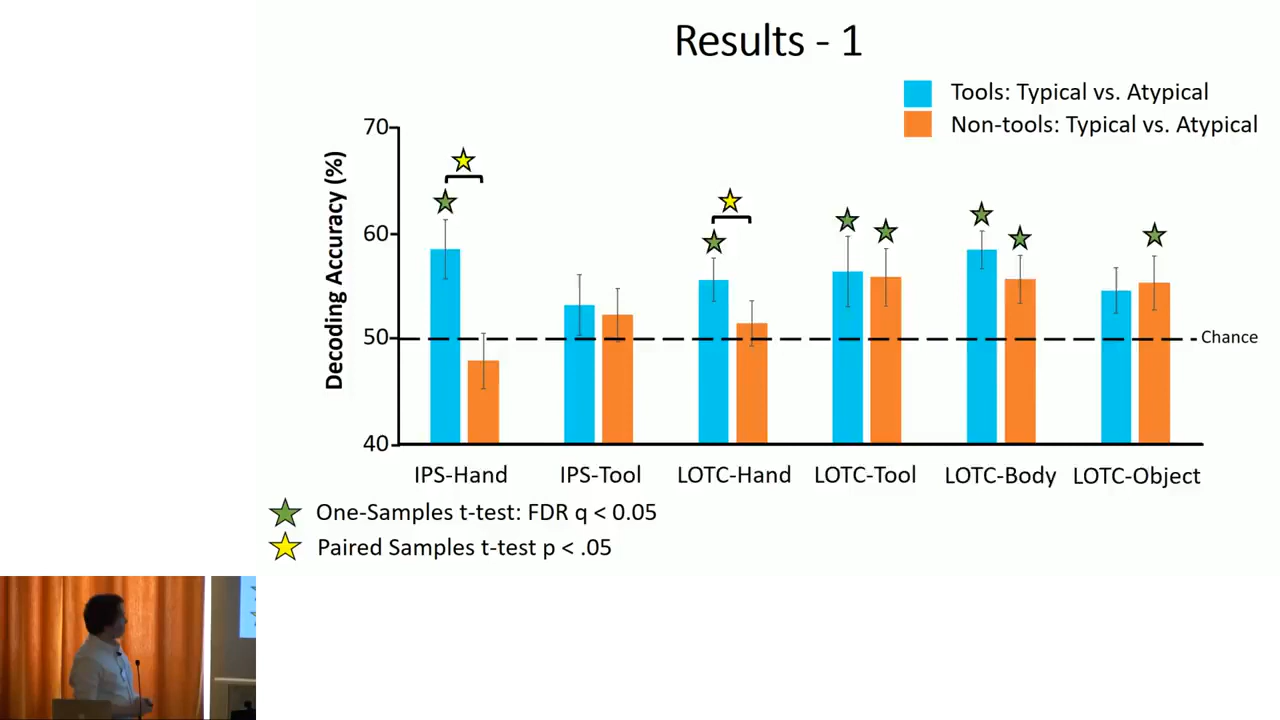 Results - 1
Tools: Typical vs. Atypical
Non-tools: Typical vs. Atypical
Decoding Accuracy (%)
70
60
50
40
Chance
IPS-Hand IPS-Tool LOTC-Hand LOTC-Tool LOTC-Body LOTC-Object
One-Samples t-test: FDR q < 0.05
Paired Samples t-test p < .05